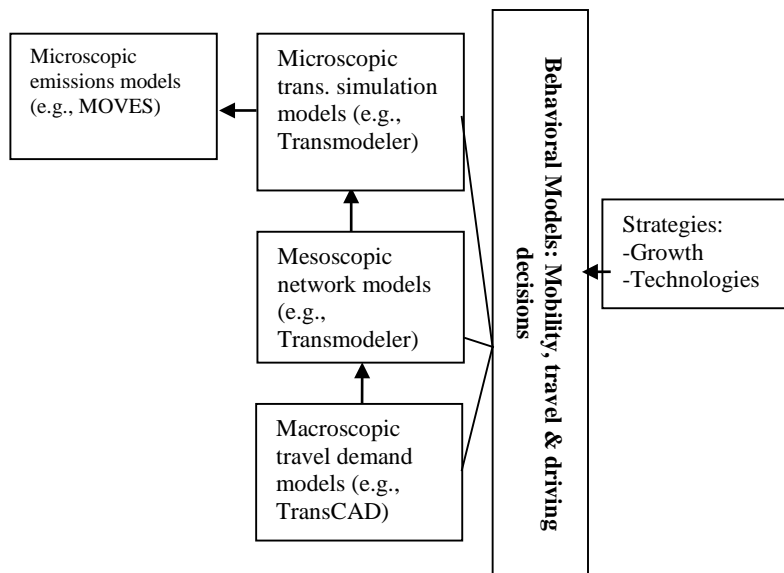 Microscopic
emissions models
(e.g., MOVES)
Microscopic
trans. simulation
models (e.g.,
Transmodeler)
Mesoscopic
network models
(e.g.,
Transmodeler)
Macroscopic
travel demand
models (e.g.,
TransCAD)
Behavioral Models: Mobility, travel & driving
decisions
Strategies:
-Growth
-Technologies